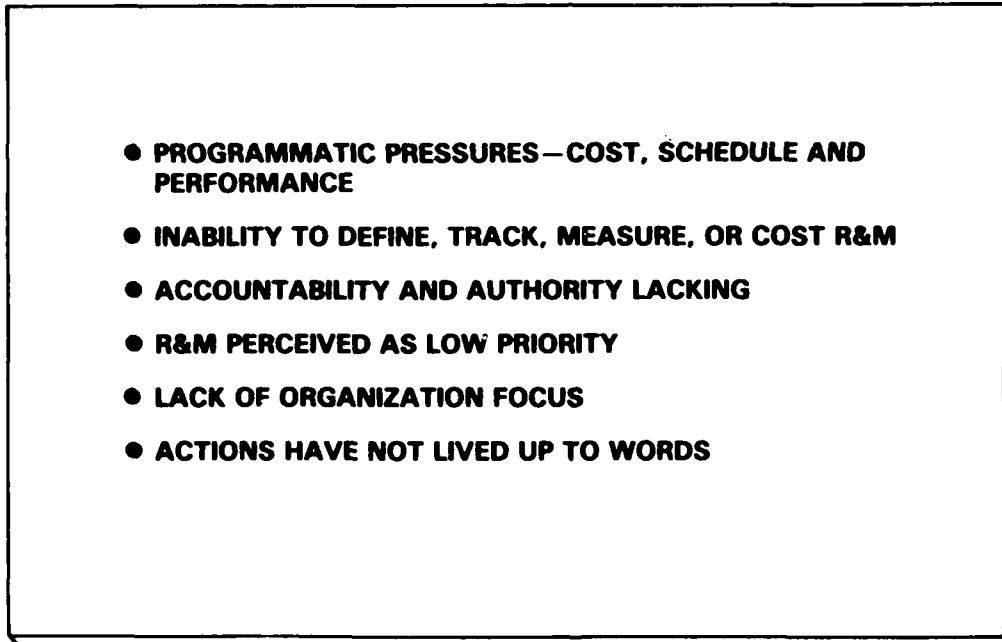 ● PROGRAMMATIC PRESSURES—COST, SCHEDULE AND
PERFORMANCE
● INABILITY TO DEFINE, TRACK, MEASURE, OR COST R&M
● ACCOUNTABILITY AND AUTHORITY LACKING
● R&M PERCEIVED AS LOW PRIORITY
● LACK OF ORGANIZATION FOCUS
● ACTIONS HAVE NOT LIVED UP TO WORDS